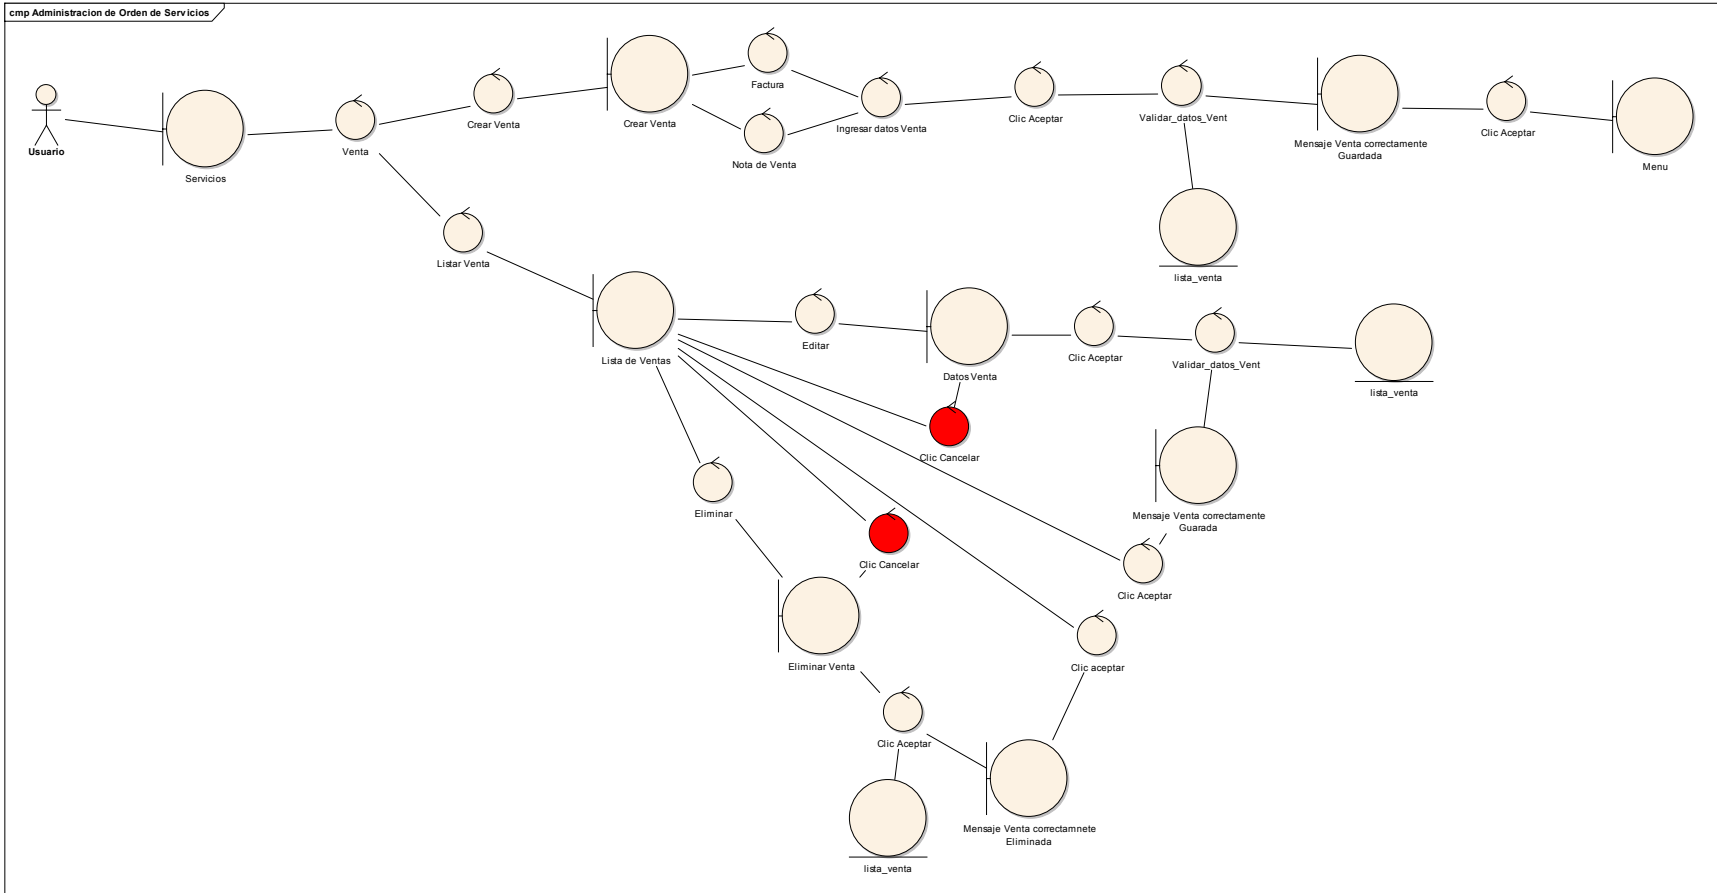 cmp Administracion de Orden de Servicios
Usuario
Servicios
Venta
Crear Venta
Crear Venta
Factura
Nota de Venta
Ingresar datos Venta
Clic Aceptar
Validar_datos_Vent
Mensaje Venta correctamente
Guardada
Clic Aceptar
Menu
lista_venta
Listar Venta
Lista de Ventas
Editar
Datos Venta
Clic Aceptar
Validar_datos_Vent
lista_venta
Clic Cancelar
Mensaje Venta correctamente
Guarada
Clic Aceptar
Eliminar
Clic Cancelar
Eliminar Venta
Clic aceptar
Clic Aceptar
Mensaje Venta correctamnete
Eliminada
lista_venta